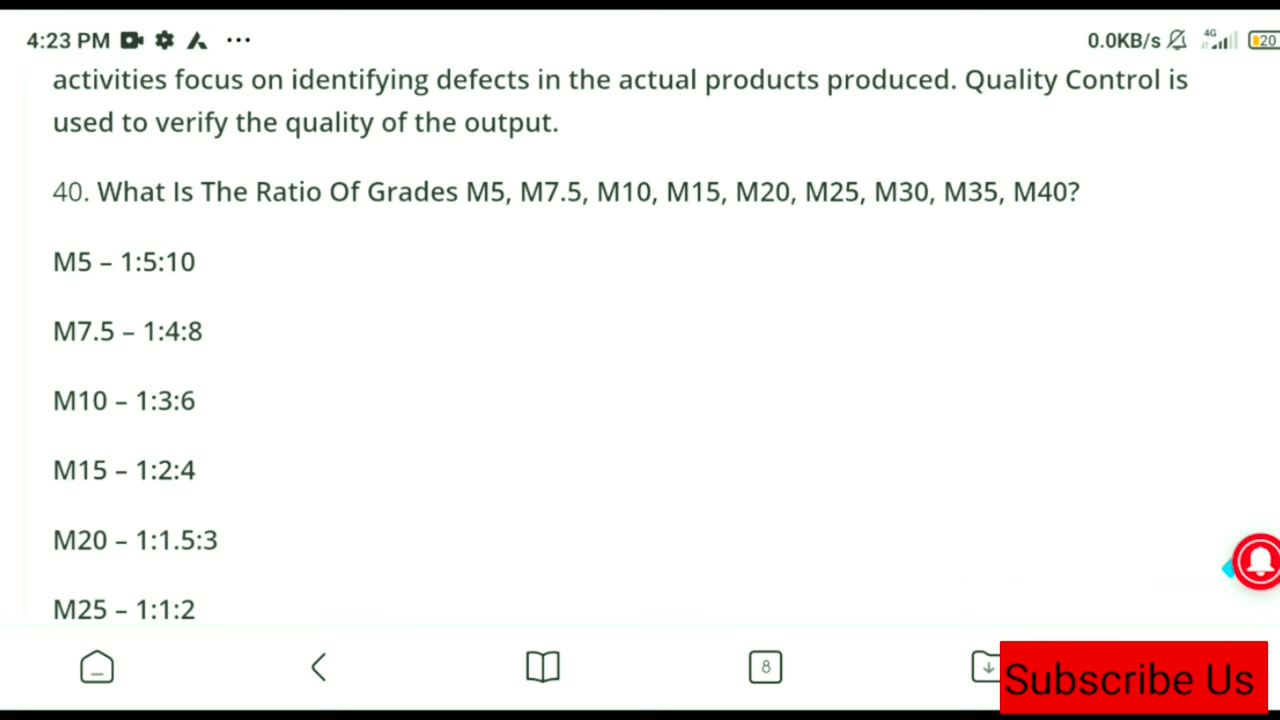 4:23 PM ...
0.0KB/s 4G 20
activities focus on identifying defects in the actual products produced. Quality Control is
used to verify the quality of the output.
40. What Is The Ratio Of Grades M5, M7.5, M10, M15, M20, M25, M30, M35, M40?
M5 – 1:5:10
M7.5 – 1:4:8
M10 – 1:3:6
M15 – 1:2:4
M20 – 1:1.5:3
M25 – 1:1:2
8
Subscribe Us